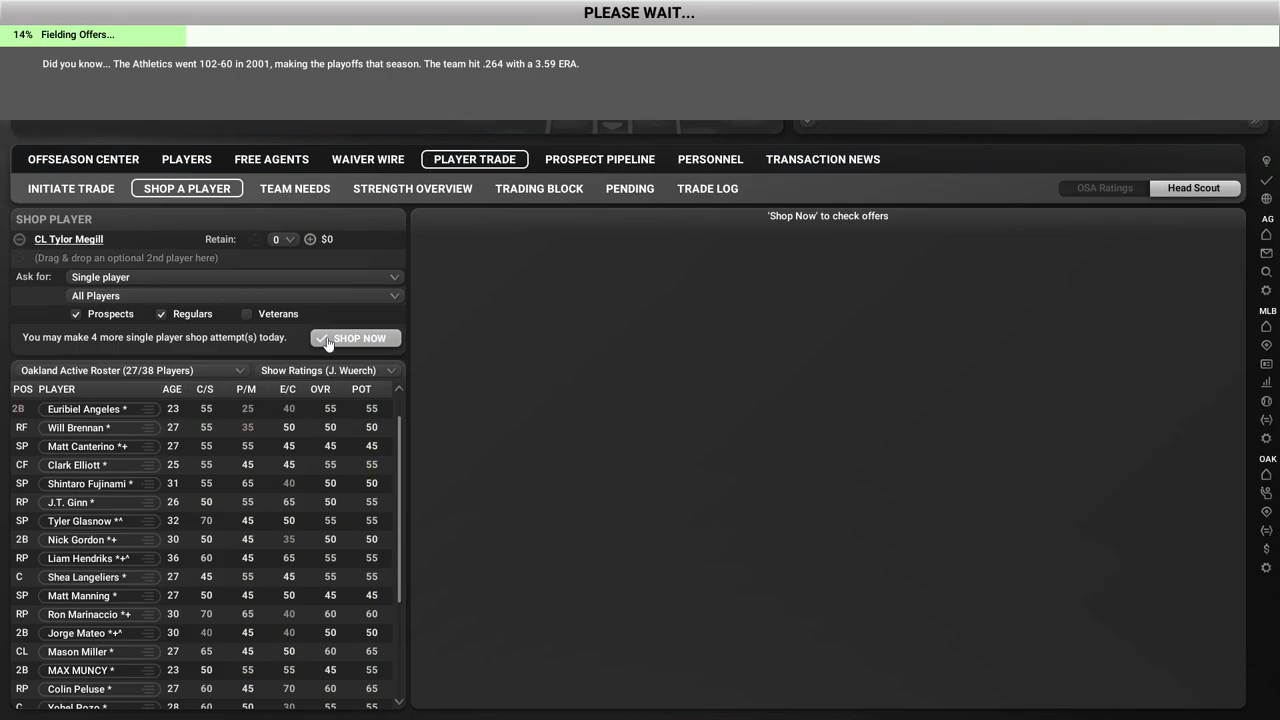 PLEASE WAIT...
14% Fielding Offers...
Did you know... The Athletics went 102-60 in 2001, making the playoffs that season. The team hit .264 with a 3.59 ERA.
OFFSEASON CENTER PLAYERS FREE AGENTS WAIVER WIRE PLAYER TRADE PROSPECT PIPELINE PERSONNEL TRANSACTION NEWS
INITIATE TRADE SHOP A PLAYER TEAM NEEDS STRENGTH OVERVIEW TRADING BLOCK PENDING TRADE LOG OSA Ratings Head Scout
SHOP PLAYER
'Shop Now' to check offers
CL Tylor Megill Retain: 0 $0
(Drag & drop an optional 2nd player here)
Ask for: Single player
All Players
Prospects Regulars Veterans
You may make 4 more single player shop attempt(s) today. SHOP NOW
Oakland Active Roster (27/38 Players) Show Ratings (J. Wuerch)
POS PLAYER AGE C/S P/M E/C OVR POT
2B Euribiel Angeles * 23 55 25 40 55 55
RF Will Brennan * 27 55 35 50 50 50
SP Matt Canterino *+ 27 55 55 45 45 45
CF Clark Elliott * 25 55 45 45 55 55
SP Shintaro Fujinami * 31 55 65 40 50 50
RP J.T. Ginn * 26 50 55 65 50 55
SP Tyler Glasnow *^ 32 70 45 50 55 55
2B Nick Gordon *+ 30 50 45 35 50 50
RP Liam Hendriks *+^ 36 60 45 65 55 55
C Shea Langeliers * 27 45 55 45 55 55
SP Matt Manning * 27 50 50 50 45 45
RP Ron Marinaccio *+ 30 70 65 40 60 60
2B Jorge Mateo *+^ 30 40 45 40 50 50
CL Mason Miller * 27 65 45 50 60 65
2B MAX MUNCY * 23 50 55 55 45 55
RP Colin Peluse * 27 60 45 70 60 65
C Yohel Pozo * 28 60 50 30 55 55
AG
MLB
OAK